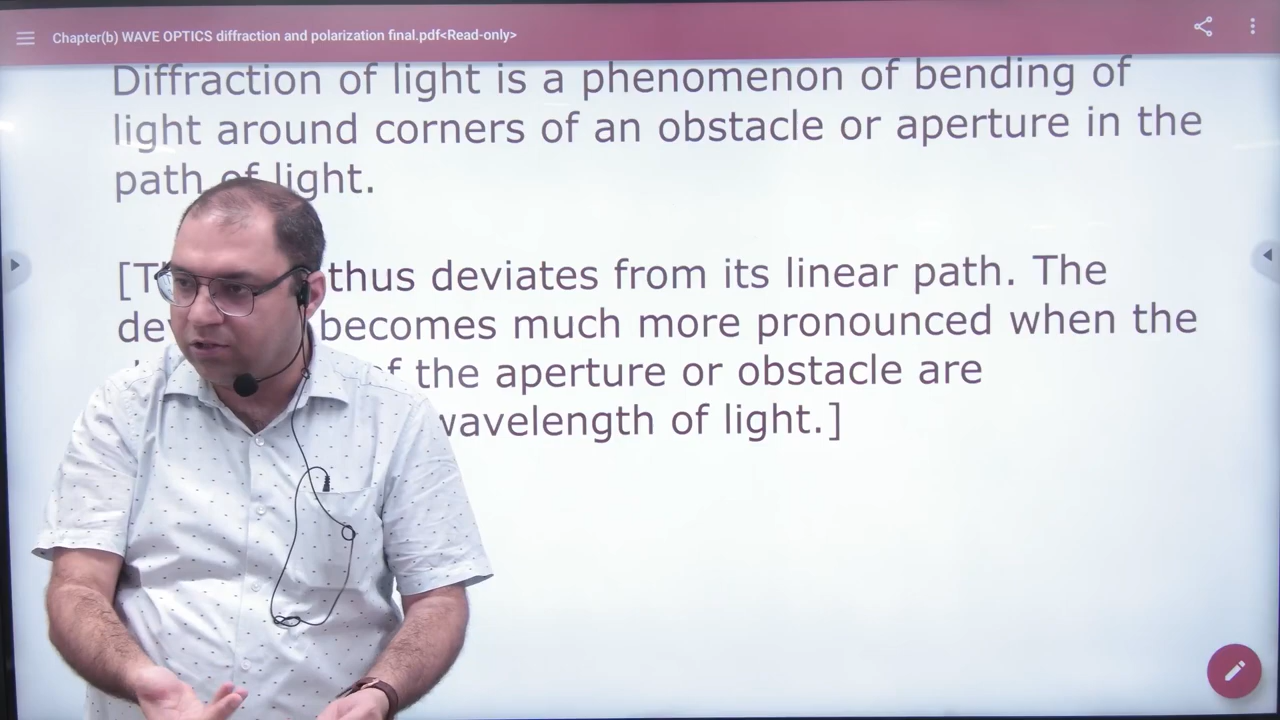 Chapter(b) WAVE OPTICS diffraction and polarization final.pdf<Read-only>
Diffraction of light is a phenomenon of bending of
light around corners of an obstacle or aperture in the
path of light.
thus deviates from its linear path. The
becomes much more pronounced when the
of the aperture or obstacle are
wavelength of light.]